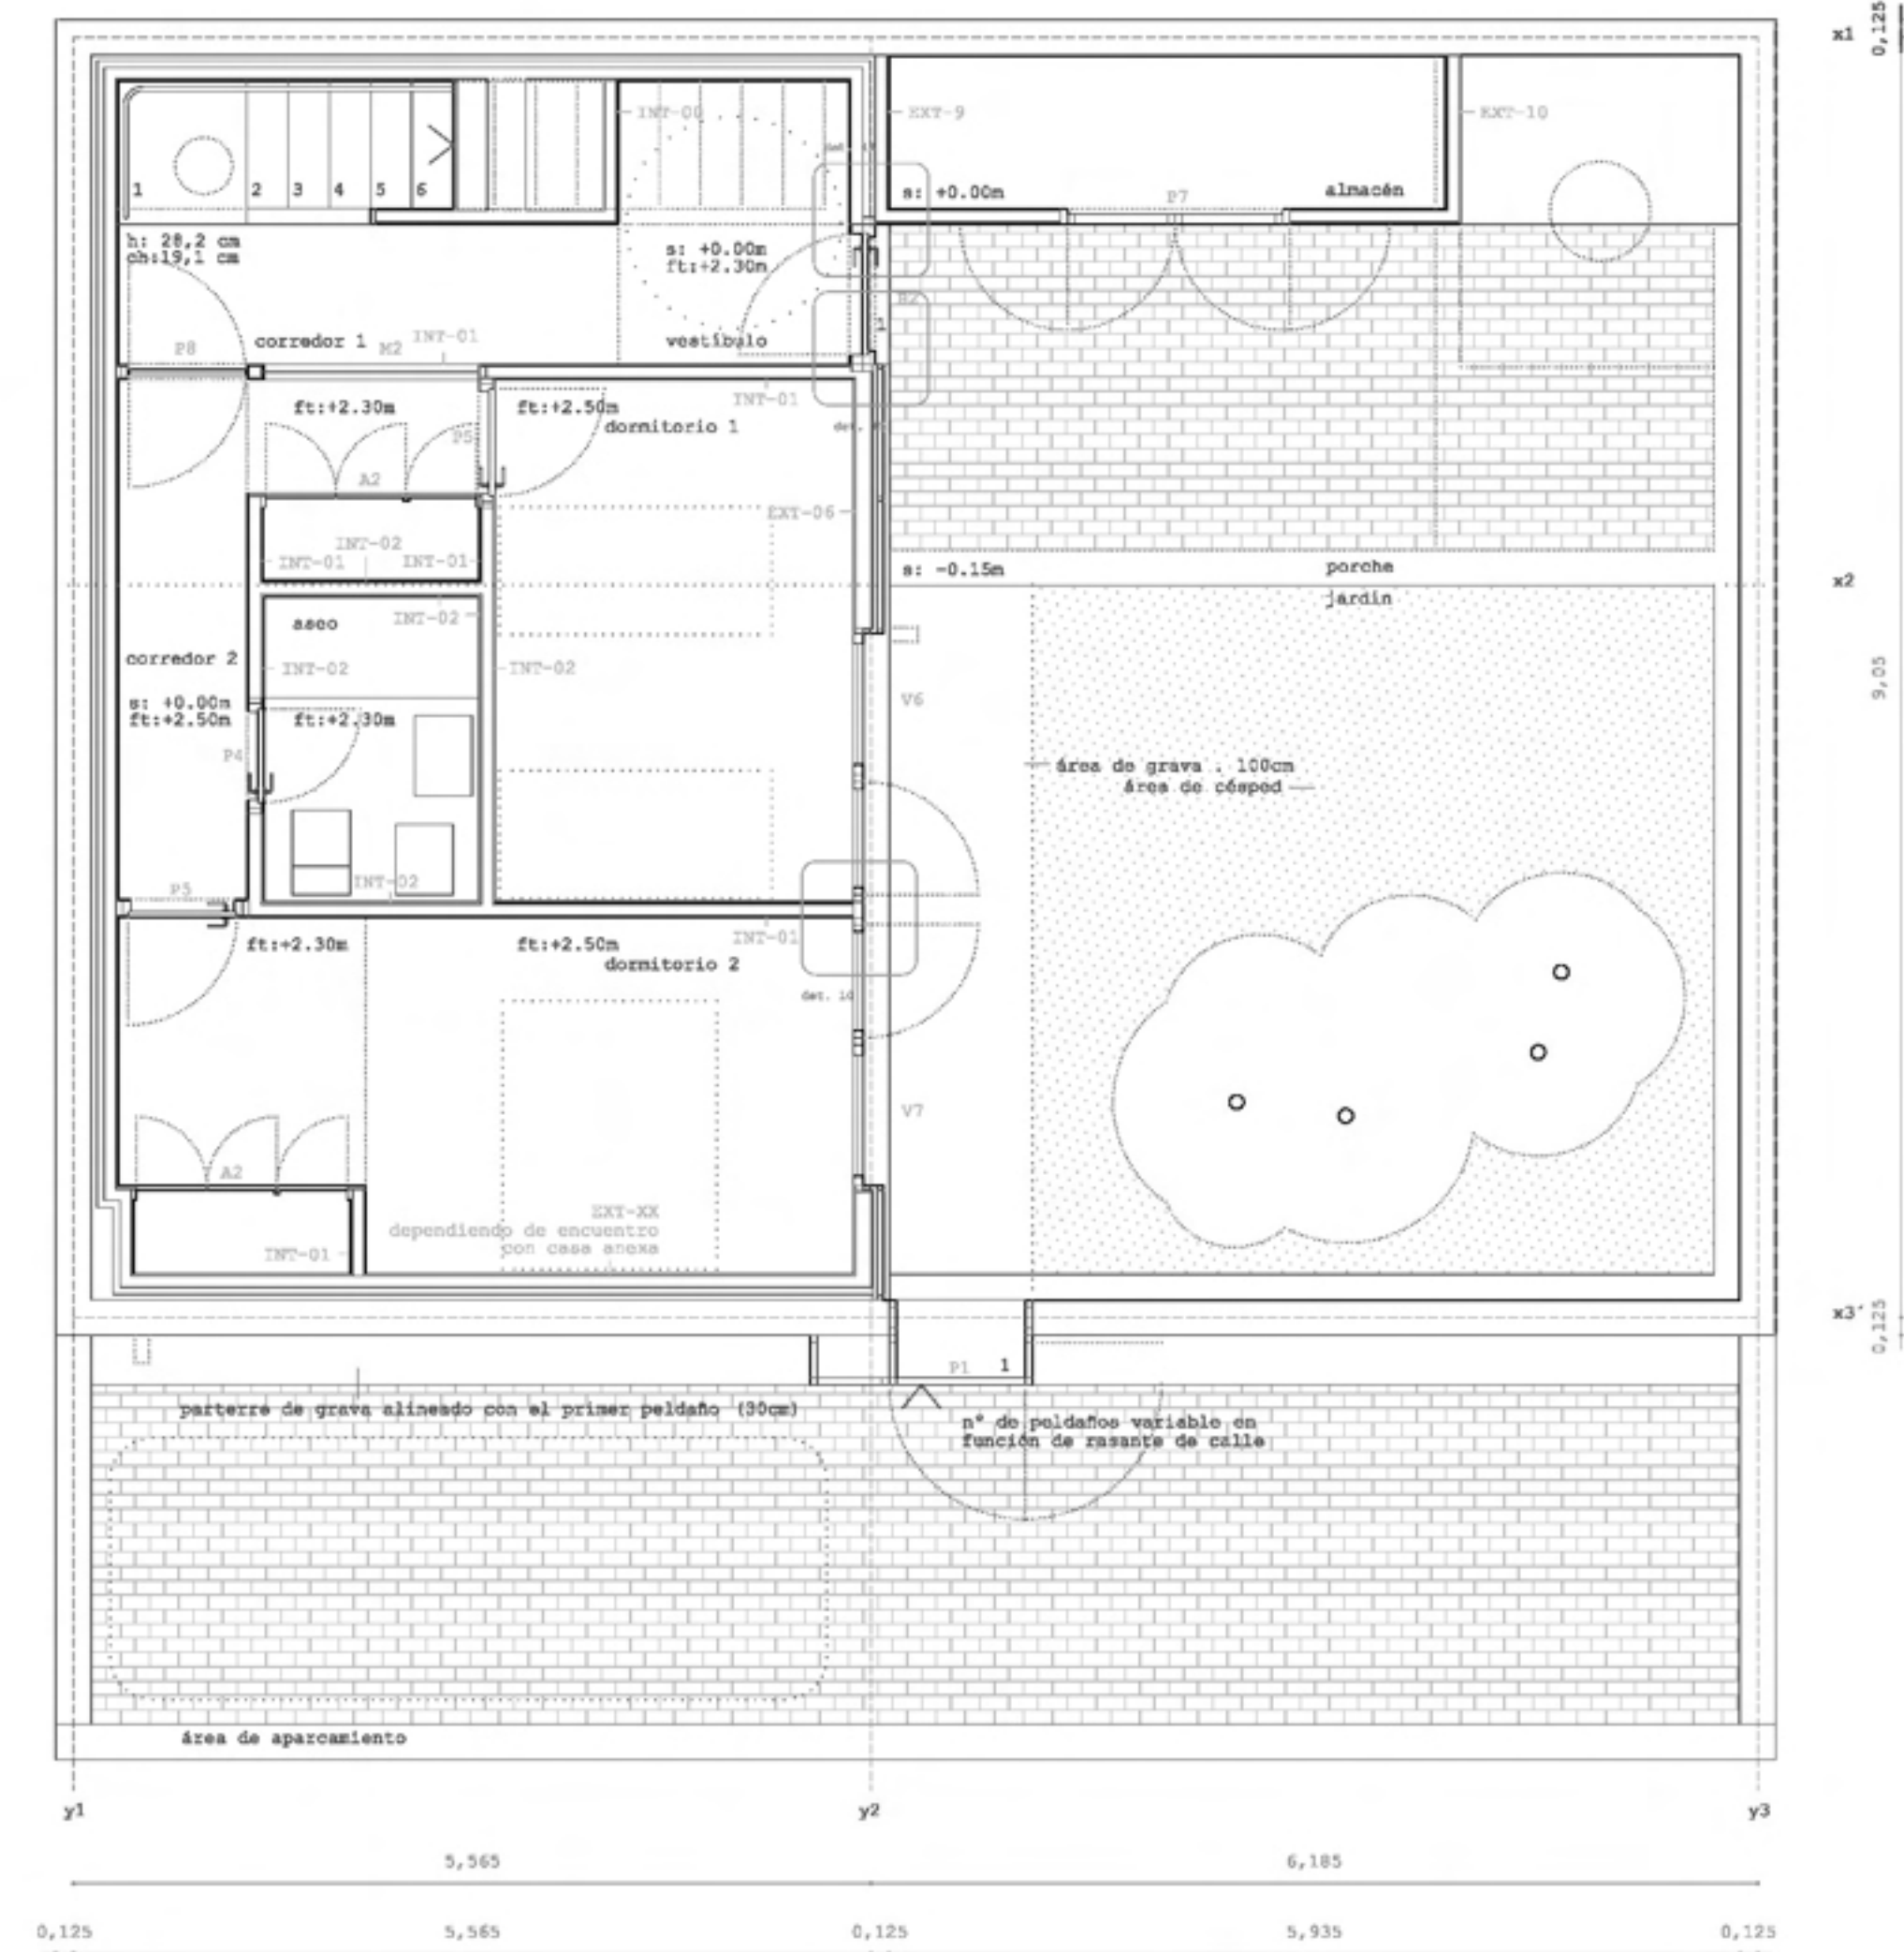 x1
0,125
INT-00
EXT-9
EXT-10
1
2
3
4
5
6
s: +0.00m
P7
almacén
h: 28,2 cm
ch:19,1 cm
s: +0.00m
ft:+2.30m
P8
corredor 1
M2
INT-01
vestíbulo
ft:+2.30m
ft:+2.50m
INT-01
dormitorio 1
P5
A2
EXT-06
INT-02
INT-01
INT-01
s: -0.15m
porche
x2
jardín
aseo
INT-02
corredor 2
INT-02
INT-02
s: +0.00m
ft:+2.50m
ft:+2.30m
V6
9,05
P4
área de grava . 100cm
área de césped
P5
INT-02
ft:+2.30m
ft:+2.50m
INT-01
dormitorio 2
det. 10
V7
A2
EXT-XX
dependiendo de encuentro
con casa anexa
INT-01
x3'
0,125
P1
1
parterre de grava alineado con el primer peldaño (30cm)
nº de peldaños variable en
función de rasante de calle
área de aparcamiento
y1
y2
y3
5,565
6,185
0,125
5,565
0,125
5,935
0,125